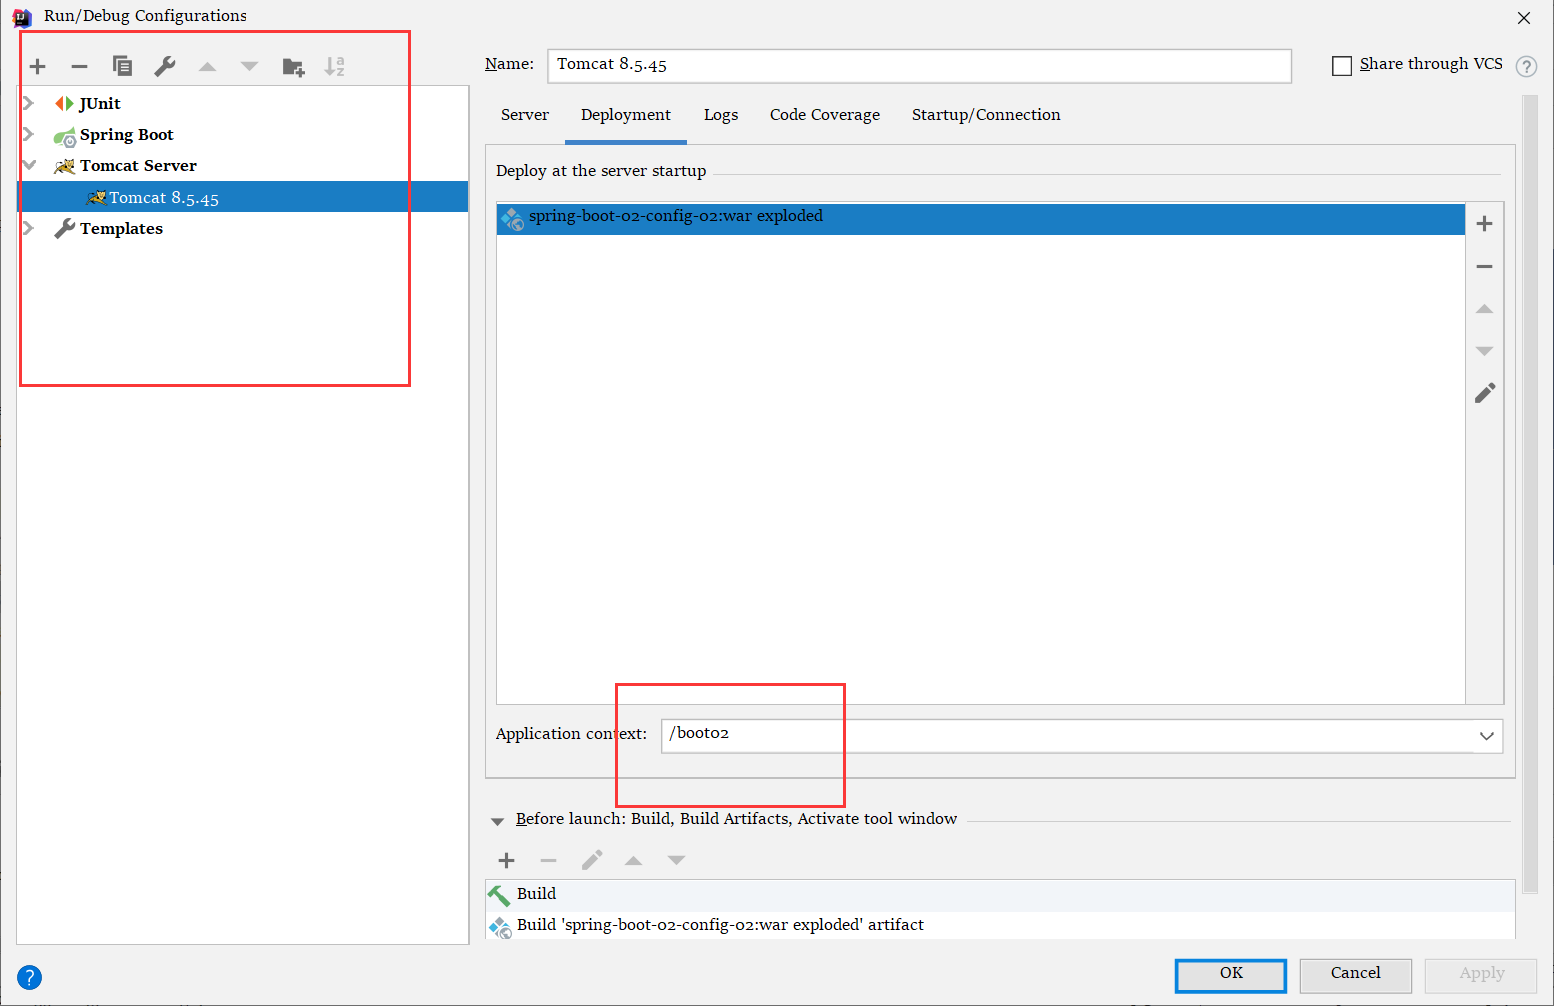 Run/Debug Configurations
Name: Tomcat 8.5.45 Share through VCS ?
JUnit
Spring Boot
Tomcat Server
Tomcat 8.5.45
Templates
Server Deployment Logs Code Coverage Startup/Connection
Deploy at the server startup
spring-boot-02-config-02:war exploded
Application context: /boot02
Before launch: Build, Build Artifacts, Activate tool window
Build
Build 'spring-boot-02-config-02:war exploded' artifact
? OK Cancel Apply